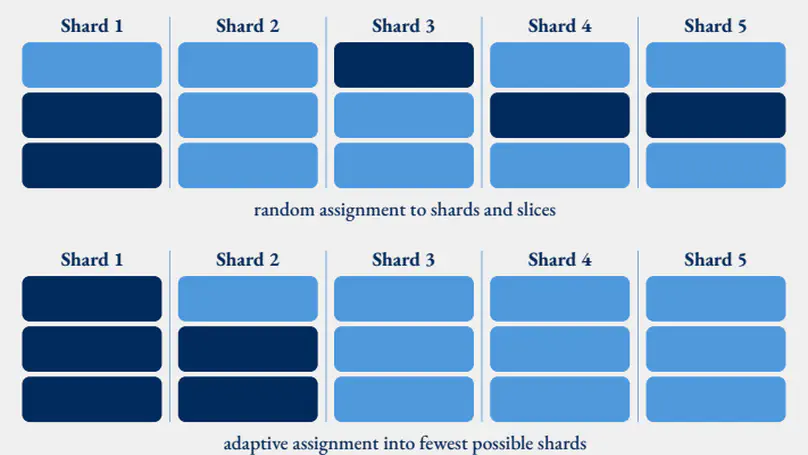 Shard 1 Shard 2 Shard 3 Shard 4 Shard 5
random assignment to shards and slices
Shard 1 Shard 2 Shard 3 Shard 4 Shard 5
adaptive assignment into fewest possible shards